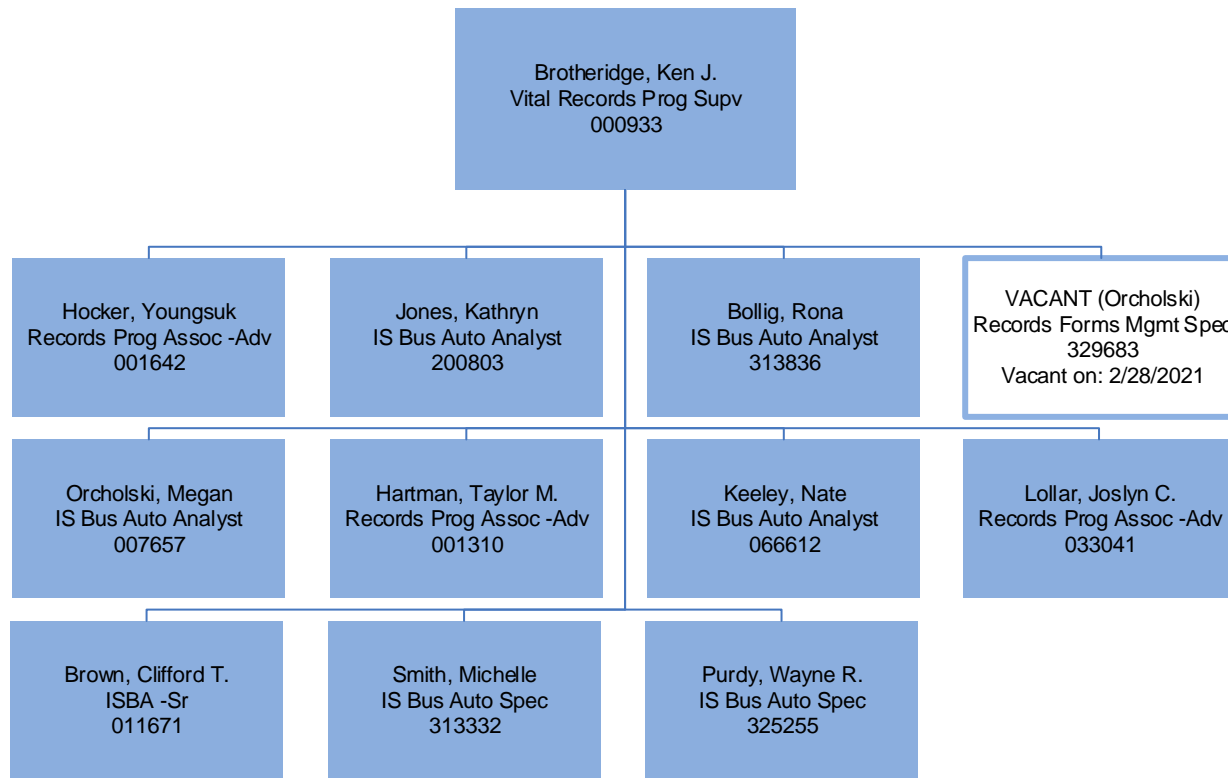 Brotheridge, Ken J.
Vital Records Prog Supv
000933
Hocker, Youngsuk
Records Prog Assoc -Adv
001642
Jones, Kathryn
IS Bus Auto Analyst
200803
Bollig, Rona
IS Bus Auto Analyst
313836
VACANT (Orcholski)
Records Forms Mgmt Spec
329683
Vacant on: 2/28/2021
Orcholski, Megan
IS Bus Auto Analyst
007657
Hartman, Taylor M.
Records Prog Assoc -Adv
001310
Keeley, Nate
IS Bus Auto Analyst
066612
Lollar, Joslyn C.
Records Prog Assoc -Adv
033041
Brown, Clifford T.
ISBA -Sr
011671
Smith, Michelle
IS Bus Auto Spec
313332
Purdy, Wayne R.
IS Bus Auto Spec
325255